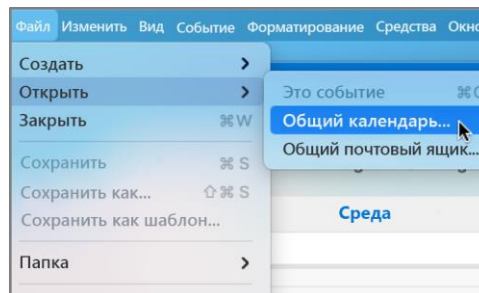 Файл Изменить Вид Событие Форматирование Средства
Создать
Открыть
Закрыть ⌘W
Сохранить ⌘ S
Сохранить как... ⇧⌘ S
Сохранить как шаблон...
Папка
Это событие ⌘
Общий календарь...
Общий почтовый ящик...
Среда